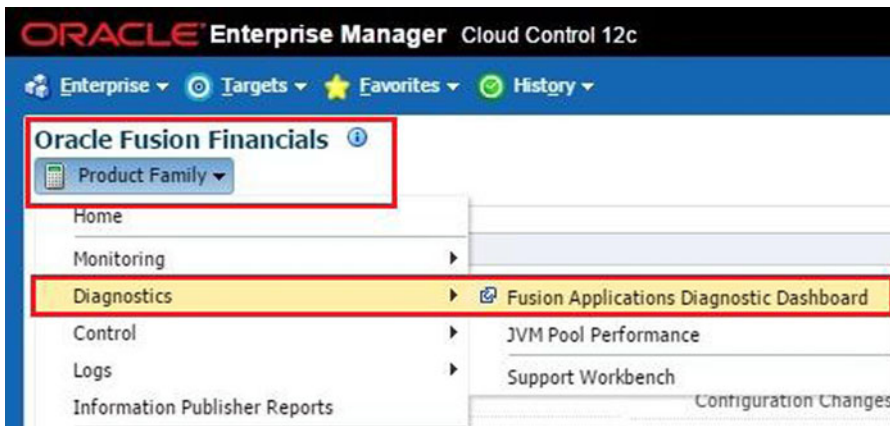 ORACLE Enterprise Manager Cloud Control 12c
Enterprise Targets Favorites History
Oracle Fusion Financials
Product Family
Home
Monitoring
Diagnostics Fusion Applications Diagnostic Dashboard
Control JVM Pool Performance
Logs Support Workbench
Information Publisher Reports Configuration Changes